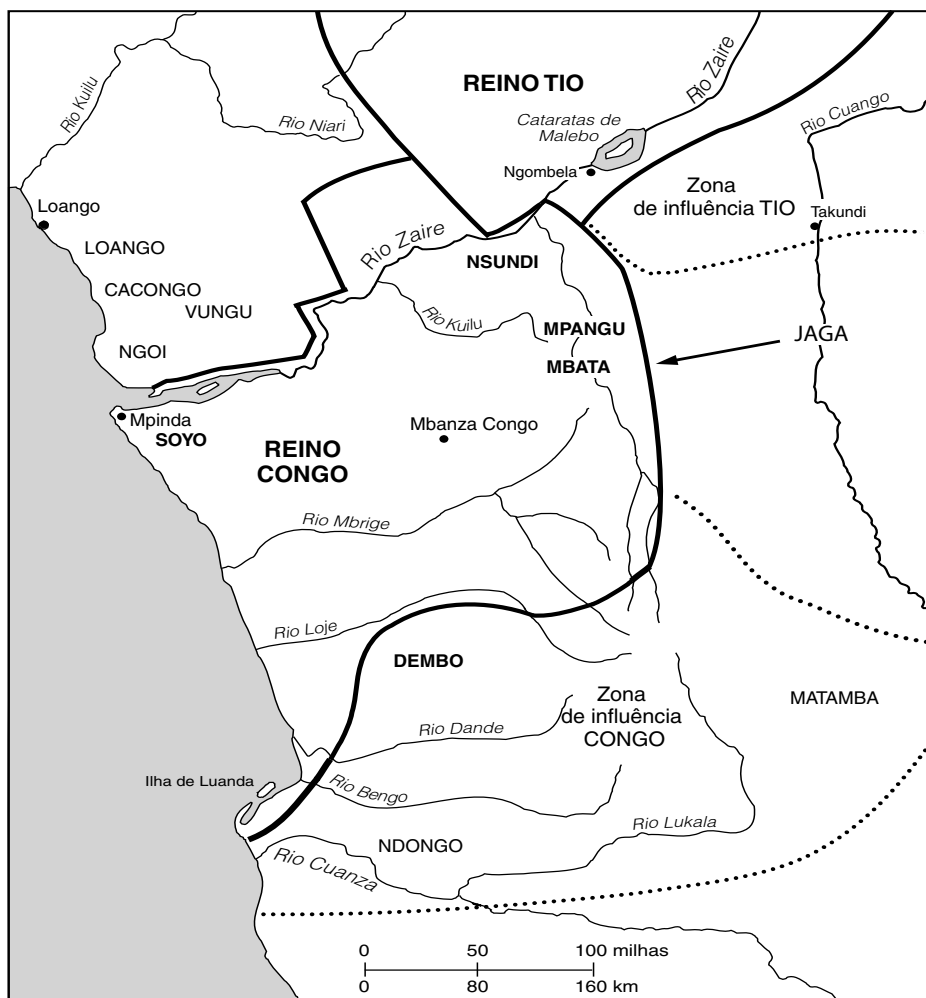 REINO TIO
Rio Zaire
Rio Kuilu
Rio Niari
Cataratas de
Malebo
Rio Cuango
Ngombela
Zona
de influência TIO
Takundi
Loango
LOANGO
Rio Zaire
NSUNDI
CACONGO
VUNGU
Rio Kuilu
MPANGU
JAGA
NGOI
MBATA
Mpinda
SOYO
Mbanza Congo
REINO
CONGO
Rio Mbrige
Rio Loje
DEMBO
Zona
de influência
CONGO
MATAMBA
Rio Dande
Ilha de Luanda
Rio Bengo
Rio Lukala
NDONGO
Rio Cuanza
0 50 100 milhas
0 80 160 km